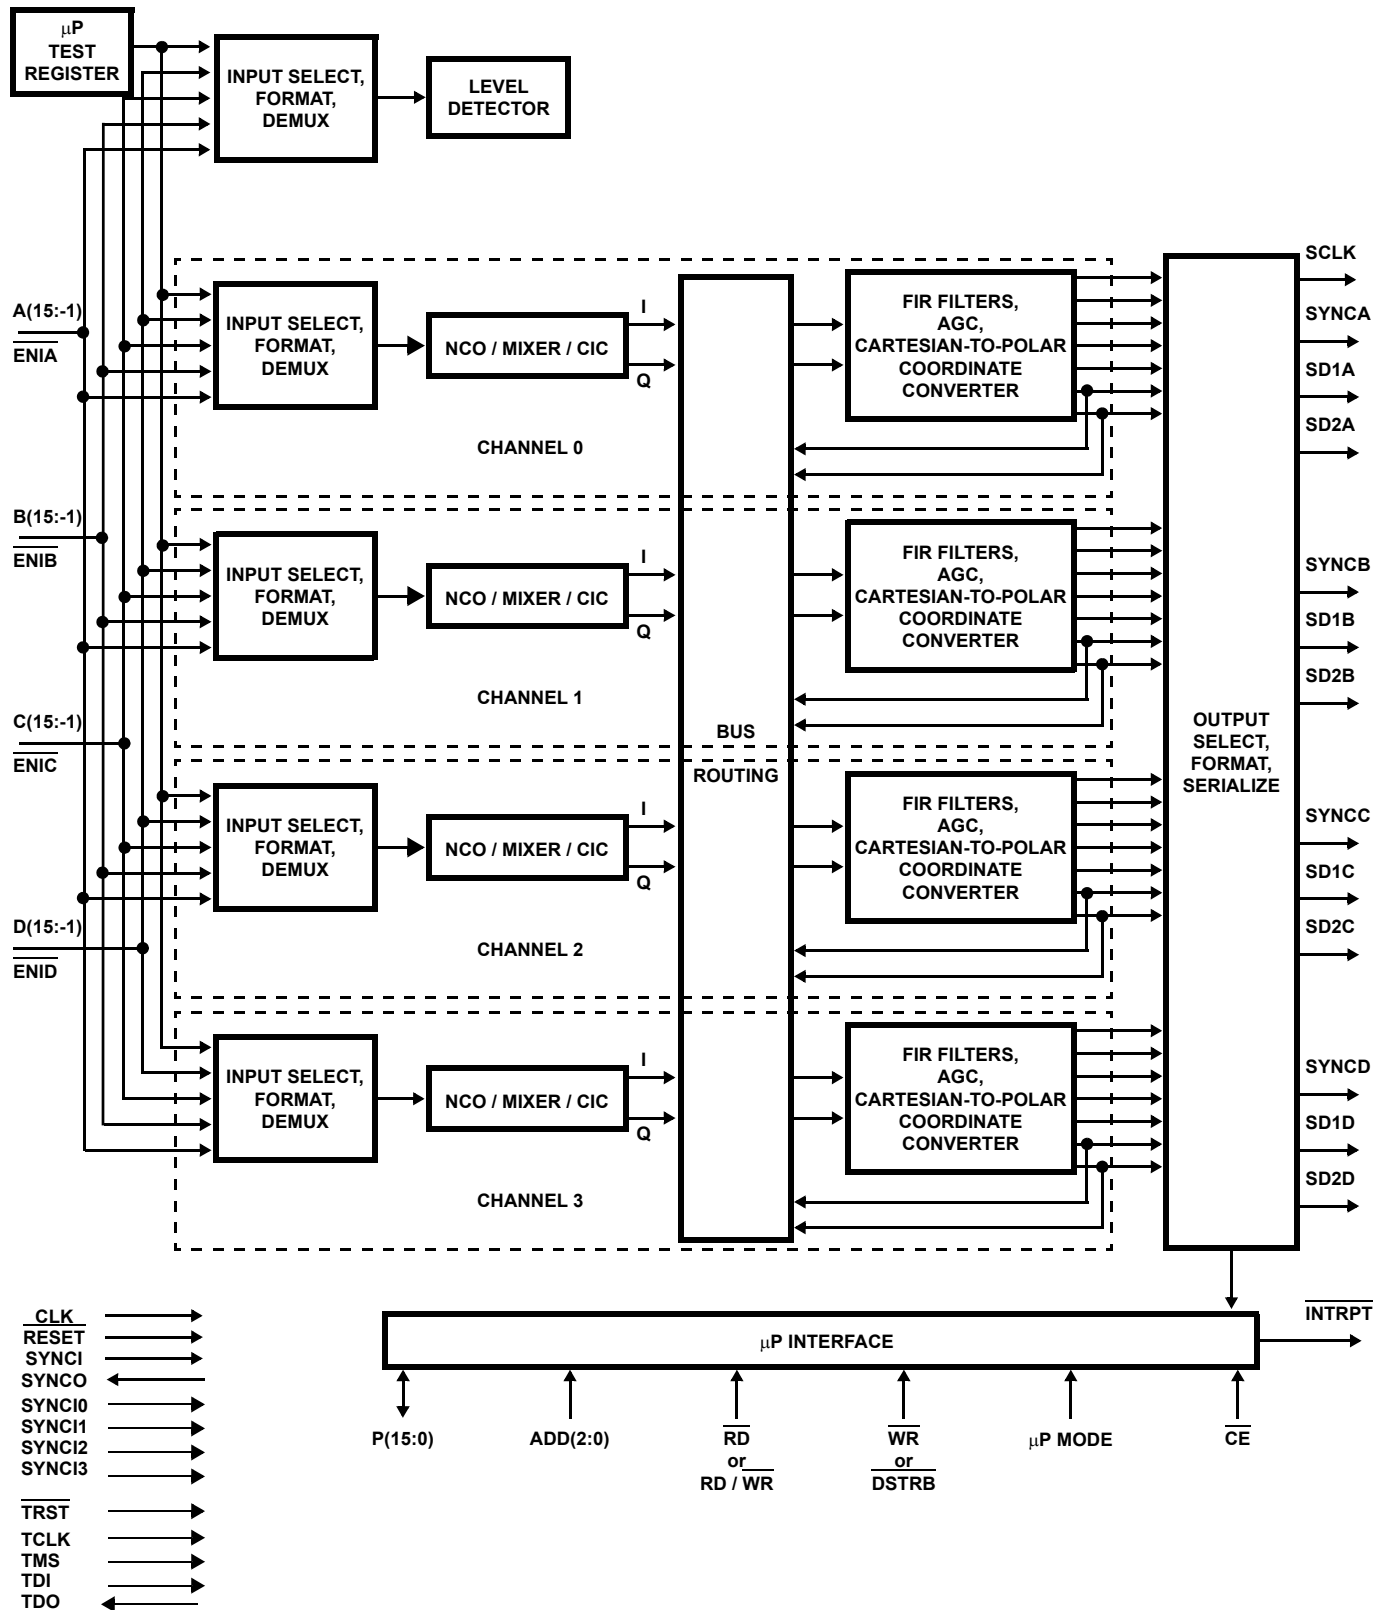 µP
TEST
REGISTER
INPUT SELECT,
FORMAT,
DEMUX
LEVEL
DETECTOR
A(15:-1)
ENIA
B(15:-1)
ENIB
C(15:-1)
ENIC
D(15:-1)
ENID
INPUT SELECT,
FORMAT,
DEMUX
NCO / MIXER / CIC
I
Q
FIR FILTERS,
AGC,
CARTESIAN-TO-POLAR
COORDINATE
CONVERTER
CHANNEL 0
INPUT SELECT,
FORMAT,
DEMUX
NCO / MIXER / CIC
I
Q
FIR FILTERS,
AGC,
CARTESIAN-TO-POLAR
COORDINATE
CONVERTER
CHANNEL 1
BUS
ROUTING
INPUT SELECT,
FORMAT,
DEMUX
NCO / MIXER / CIC
I
Q
FIR FILTERS,
AGC,
CARTESIAN-TO-POLAR
COORDINATE
CONVERTER
CHANNEL 2
INPUT SELECT,
FORMAT,
DEMUX
NCO / MIXER / CIC
I
Q
FIR FILTERS,
AGC,
CARTESIAN-TO-POLAR
COORDINATE
CONVERTER
CHANNEL 3
OUTPUT
SELECT,
FORMAT,
SERIALIZE
SCLK
SYNCA
SD1A
SD2A
SYNCB
SD1B
SD2B
SYNCC
SD1C
SD2C
SYNCD
SD1D
SD2D
INTRPT
µP INTERFACE
P(15:0)
ADD(2:0)
RD
or
RD / WR
WR
or
DSTRB
µP MODE
CE
CLK
RESET
SYNCI
SYNCO
SYNCI0
SYNCI1
SYNCI2
SYNCI3
TRST
TCLK
TMS
TDI
TDO